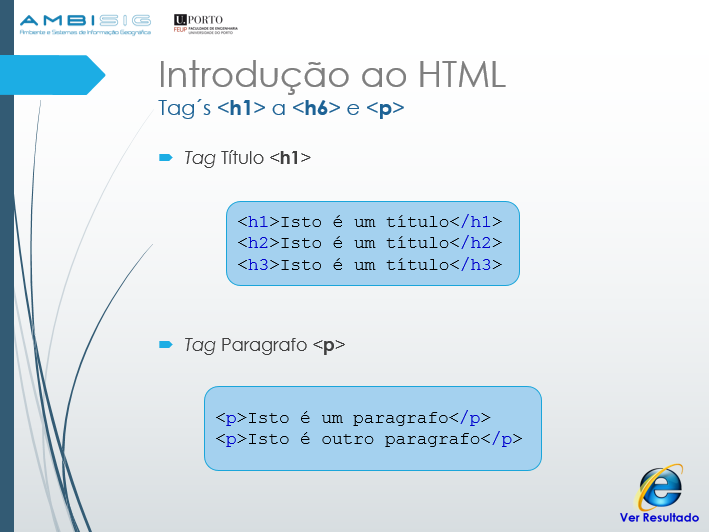 AMBISIG
Ambiente e Sistemas de Informação Geográfica
U.PORTO
FEUP FACULDADE DE ENGENHARIA
UNIVERSIDADE DO PORTO
Introdução ao HTML
Tag´s <h1> a <h6> e <p>
Tag Título <h1>
<h1>Isto é um título</h1>
<h2>Isto é um título</h2>
<h3>Isto é um título</h3>
Tag Paragrafo <p>
<p>Isto é um paragrafo</p>
<p>Isto é outro paragrafo</p>
Ver Resultado